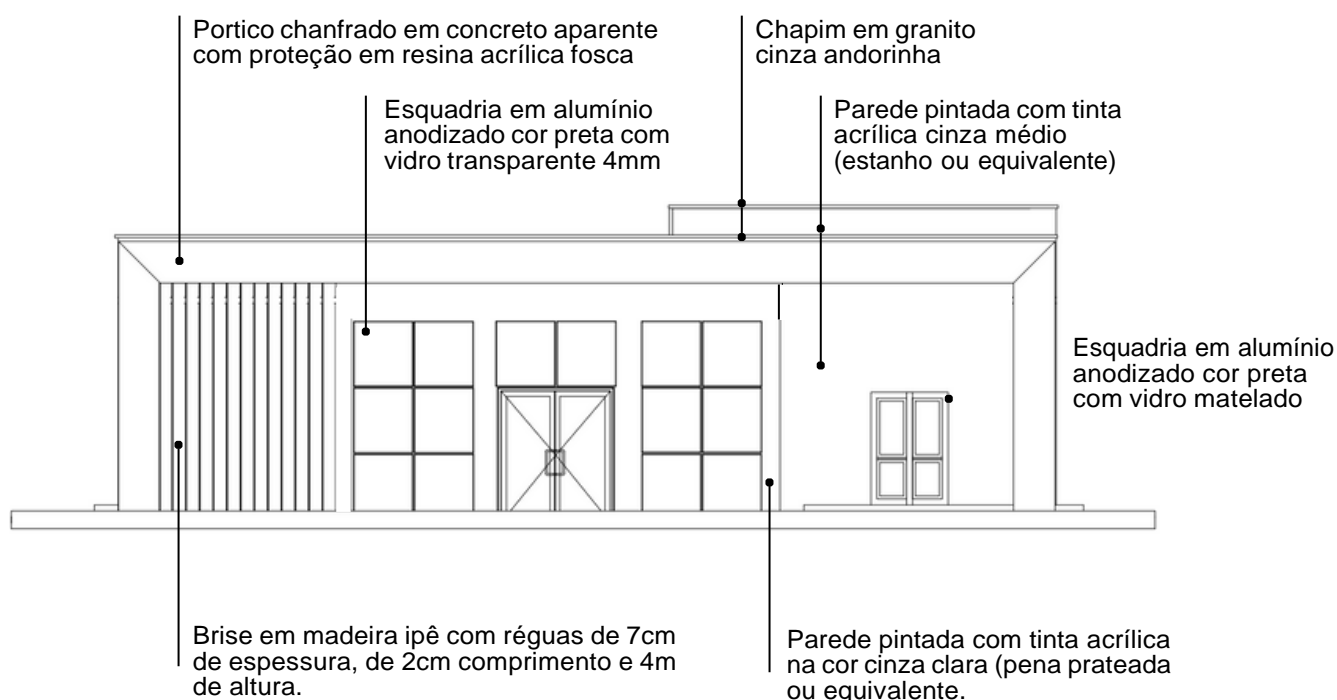 Portico chanfrado em concreto aparente
com proteção em resina acrílica fosca
Chapim em granito
cinza andorinha
Esquadria em alumínio
anodizado cor preta com
vidro transparente 4mm
Parede pintada com tinta
acrílica cinza médio
(estanho ou equivalente)
Esquadria em alumínio
anodizado cor preta
com vidro matelado
Brise em madeira ipê com réguas de 7cm
de espessura, de 2cm comprimento e 4m
de altura.
Parede pintada com tinta acrílica
na cor cinza clara (pena prateada
ou equivalente.